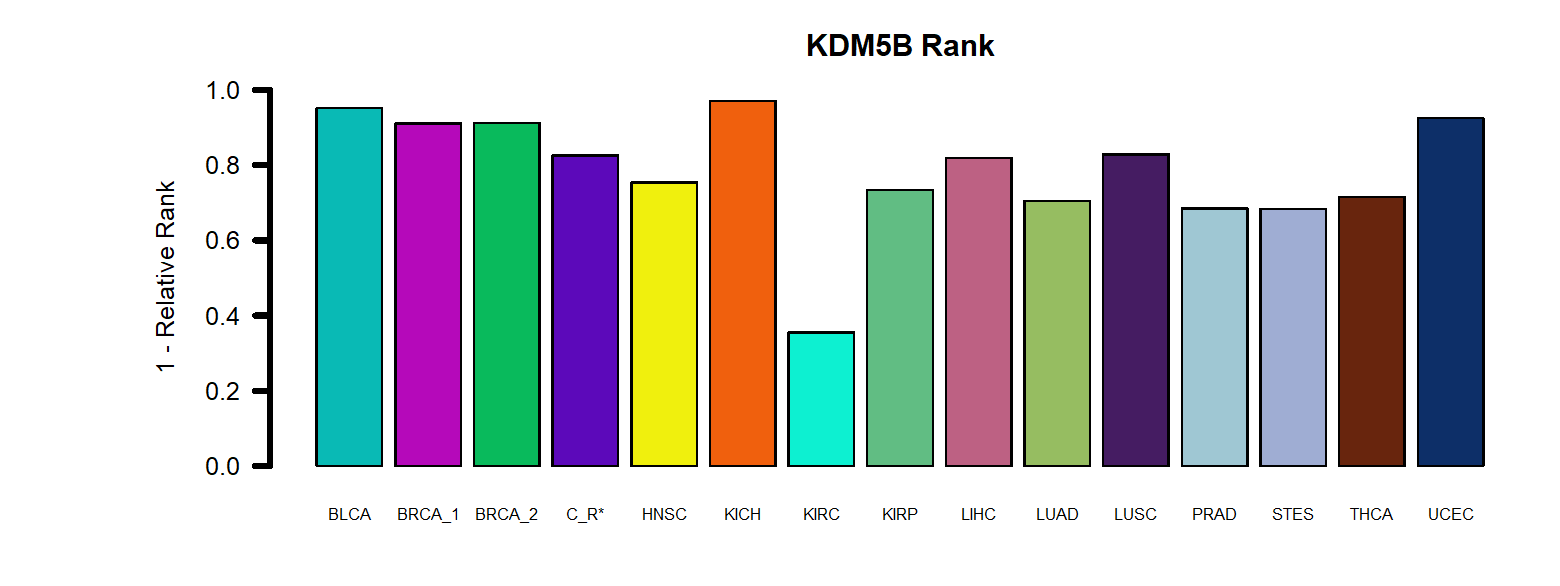 KDM5B Rank
1 - Relative Rank
1.0
0.8
0.6
0.4
0.2
0.0
BLCA BRCA_1 BRCA_2 C_R* HNSC KICH KIRC KIRP LIHC LUAD LUSC PRAD STES THCA UCEC